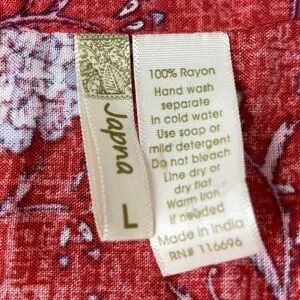 Japna
L
100% Rayon
Hand wash
separate
in cold water
Use soap or
mild detergent
Do not bleach
Line dry or
dry flat
Warm Iron
if needed
Made in India
RN# 116696